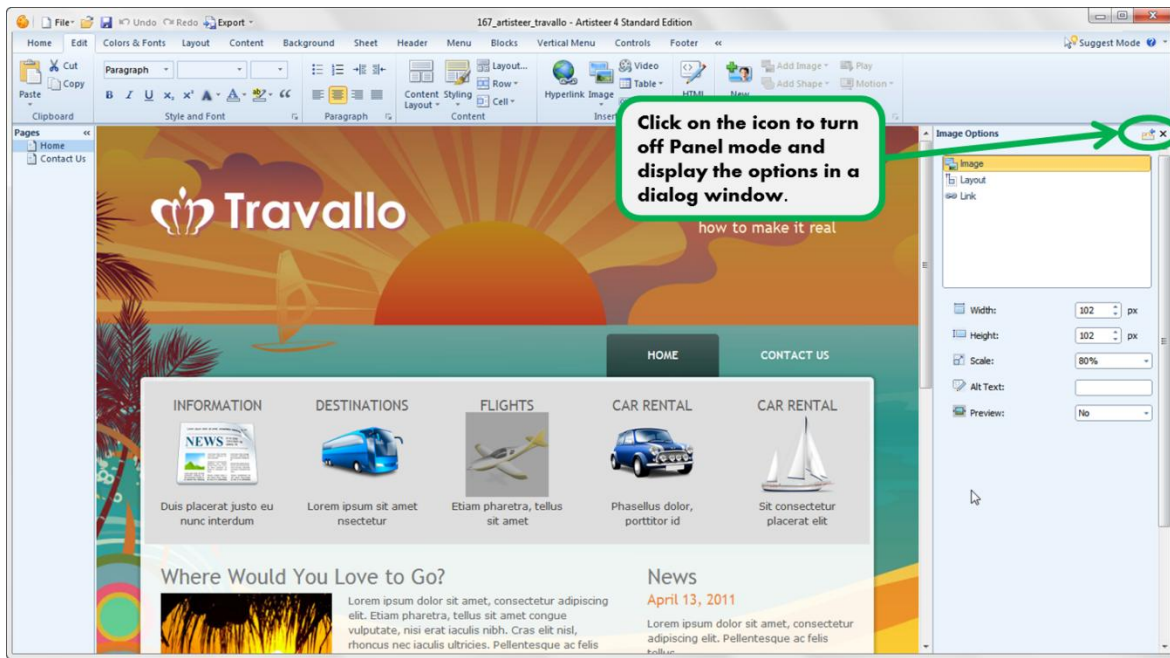 File Undo Redo Export 167_artisteer_travallo - Artisteer 4 Standard Edition
Home Edit Colors & Fonts Layout Content Background Sheet Header Menu Blocks Vertical Menu Controls Footer « Suggest Mode
Paste
Cut
Copy
Clipboard
Paragraph
B I U x, x² A A “
Style and Font
Paragraph
Content Layout
Styling
Layout...
Row
Cell
Content
Hyperlink
Image
Video
Table
HTML
New
Add Image
Add Shape
Play
Motion
Click on the icon to turn
off Panel mode and
display the options in a
dialog window.
Pages «
Home
Contact Us
Travallo
how to make it real
HOME CONTACT US
INFORMATION
NEWS
Duis placerat justo eu
nunc interdum
DESTINATIONS
Lorem ipsum sit amet
nsectetur
FLIGHTS
Etiam pharetra, tellus
sit amet
CAR RENTAL
Phasellus dolor,
porttitor id
CAR RENTAL
Sit consectetur
placerat elit
Where Would You Love to Go?
Lorem ipsum dolor sit amet, consectetur adipiscing
elit. Etiam pharetra, tellus sit amet congue
vulputate, nisi erat iaculis nibh. Cras elit nisl,
rhoncus nec iaculis ultricies. Pellentesque ac felis
News
April 13, 2011
Lorem ipsum dolor sit amet, consectetur
adipiscing elit. Pellentesque ac felis
Image Options
Image
Layout
Link
Width: 102 px
Height: 102 px
Scale: 80%
Alt Text:
Preview: No